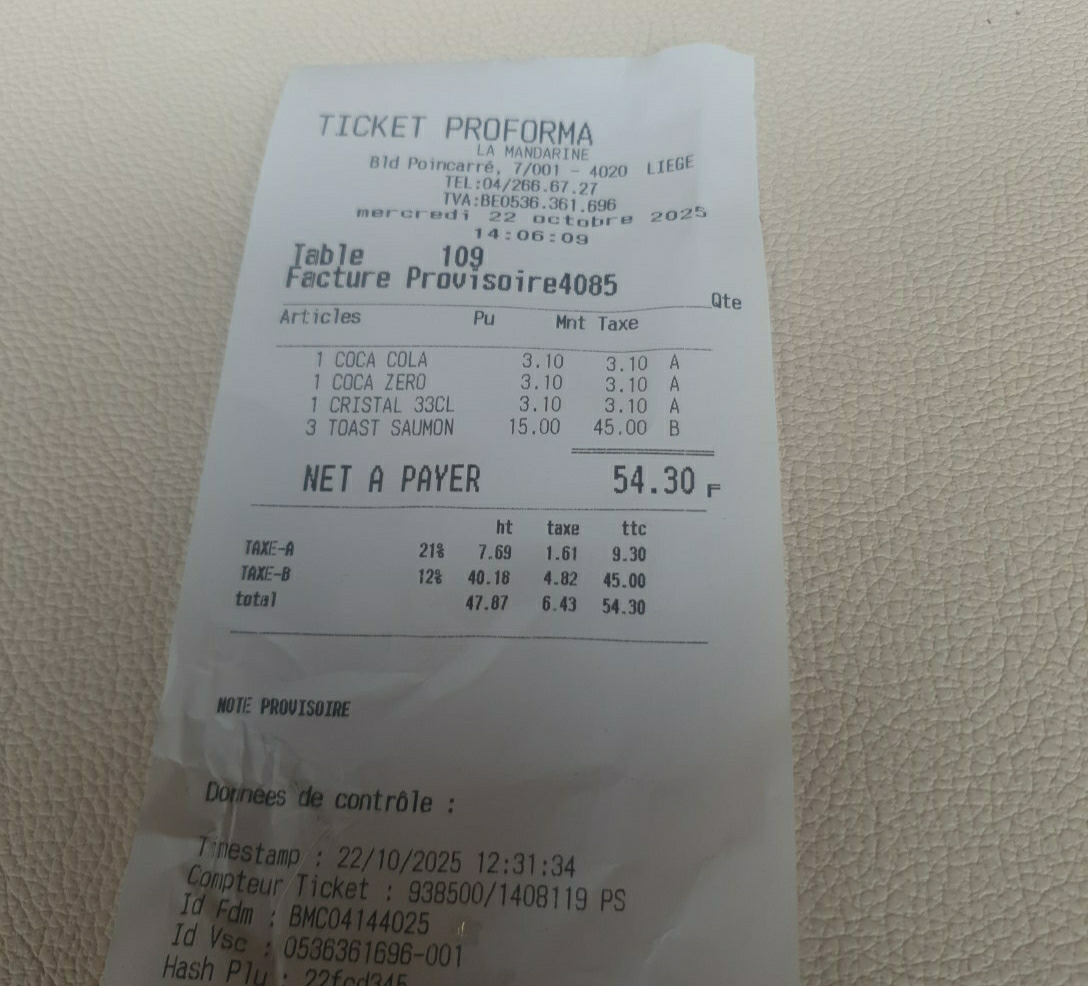 TICKET PROFORMA
LA MANDARINE
Bld Poincarré, 7/001 - 4020 LIEGE
TEL:04/266.67.27
TVA:BE0536.361.696
mercredi 22 octobre 2025
14:06:09
Table 109
Facture Provisoire4085
Qte
Articles Pu Mnt Taxe
1 COCA COLA 3.10 3.10 A
1 COCA ZERO 3.10 3.10 A
1 CRISTAL 33CL 3.10 3.10 A
3 TOAST SAUMON 15.00 45.00 B
NET A PAYER 54.30 F
ht taxe ttc
TAXE-A 21% 7.69 1.61 9.30
TAXE-B 12% 40.18 4.82 45.00
total 47.87 6.43 54.30
NOTE PROVISOIRE
Données de contrôle :
Timestamp : 22/10/2025 12:31:34
Compteur Ticket : 938500/1408119 PS
Id Fdm : BMC04144025
Id Vsc : 0536361696-001
Hash Plu :